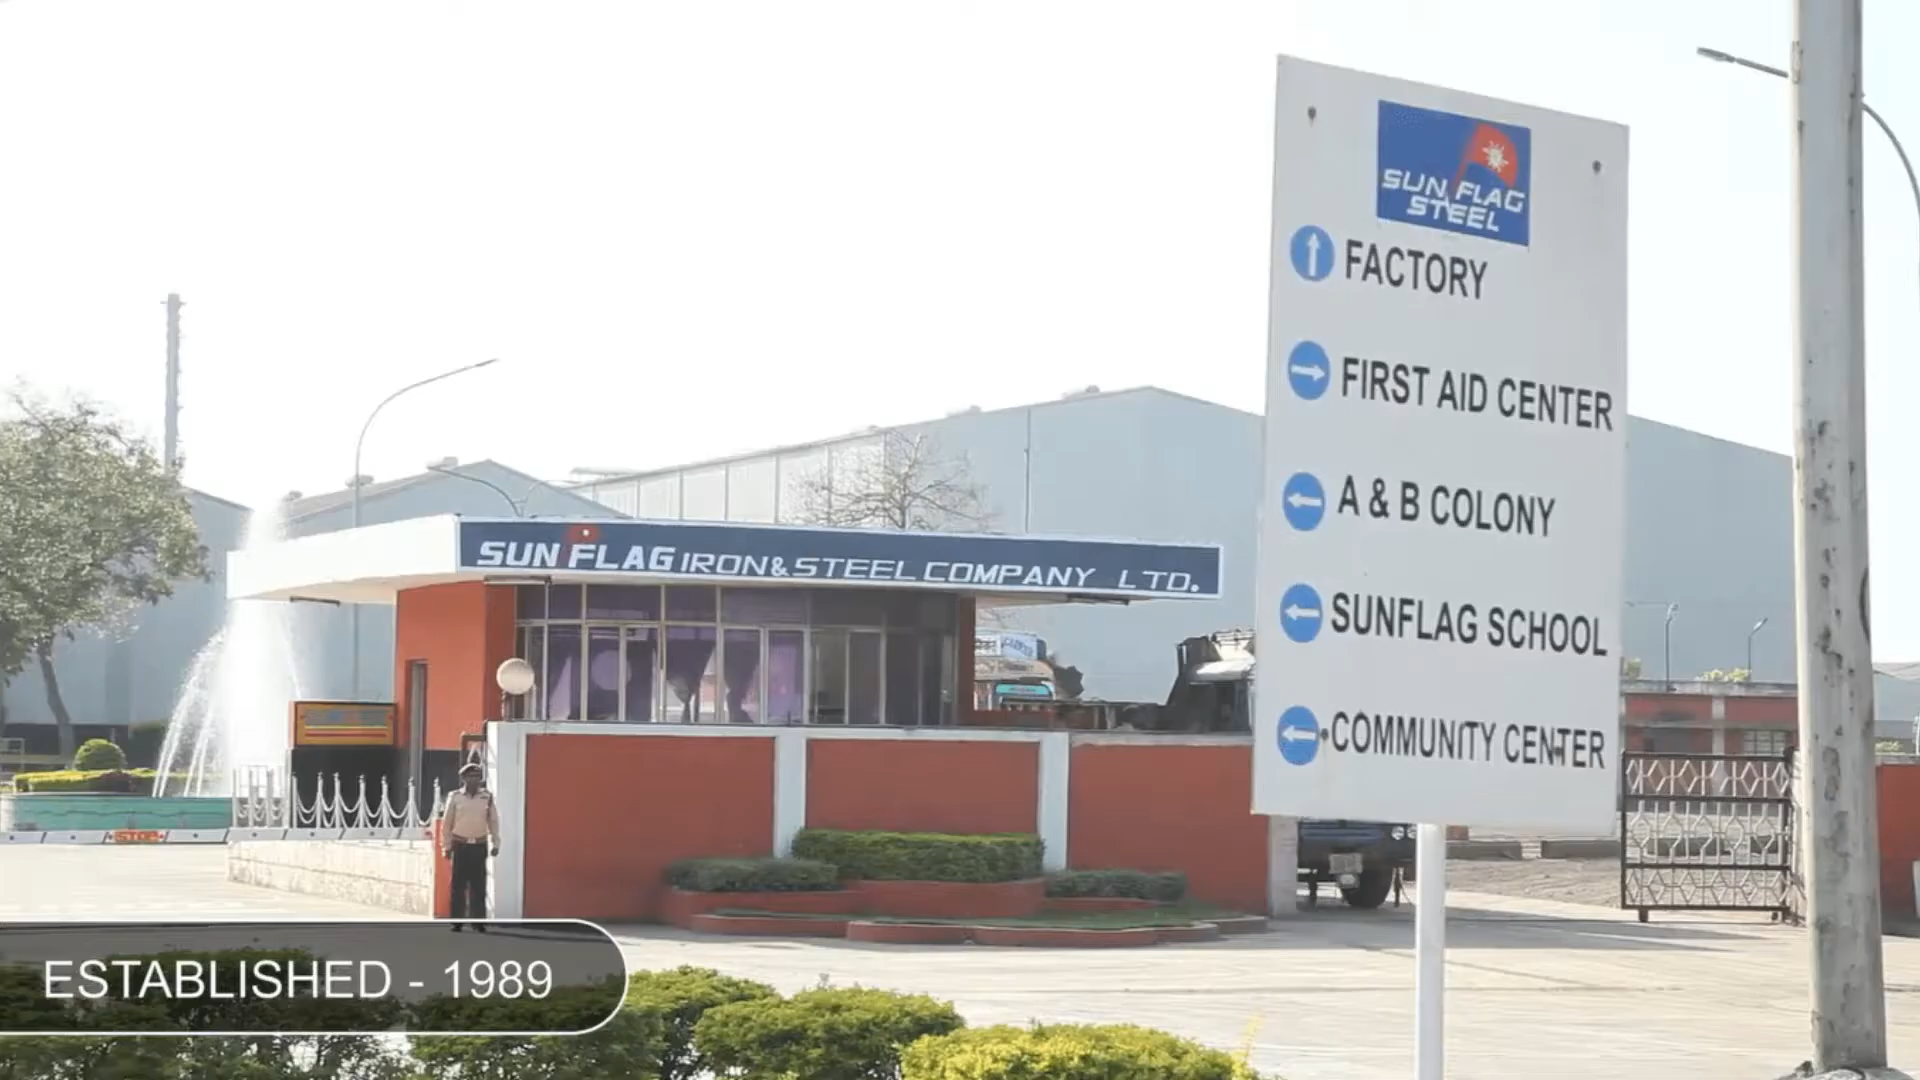 SUN FLAG
STEEL
FACTORY
FIRST AID CENTER
A & B COLONY
SUNFLAG SCHOOL
COMMUNITY CENTER
SUN FLAG IRON & STEEL COMPANY LTD.
ESTABLISHED - 1989